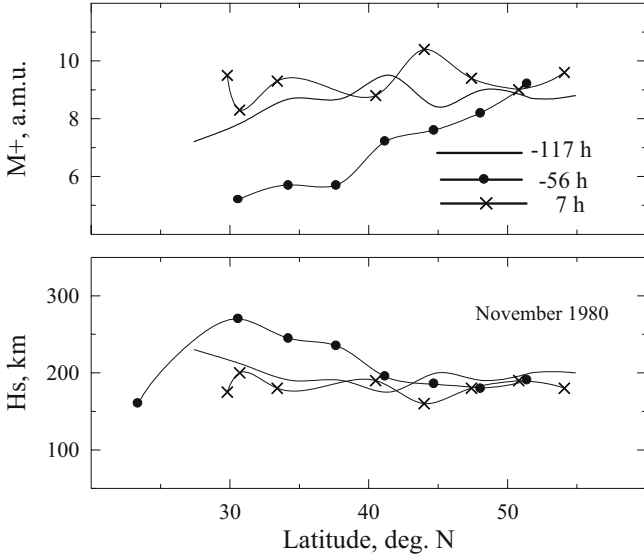 10
8
6
M+, a.m.u.
-117 h
-56 h
7 h
300
200
100
Hs, km
November 1980
30
40
50
Latitude, deg. N